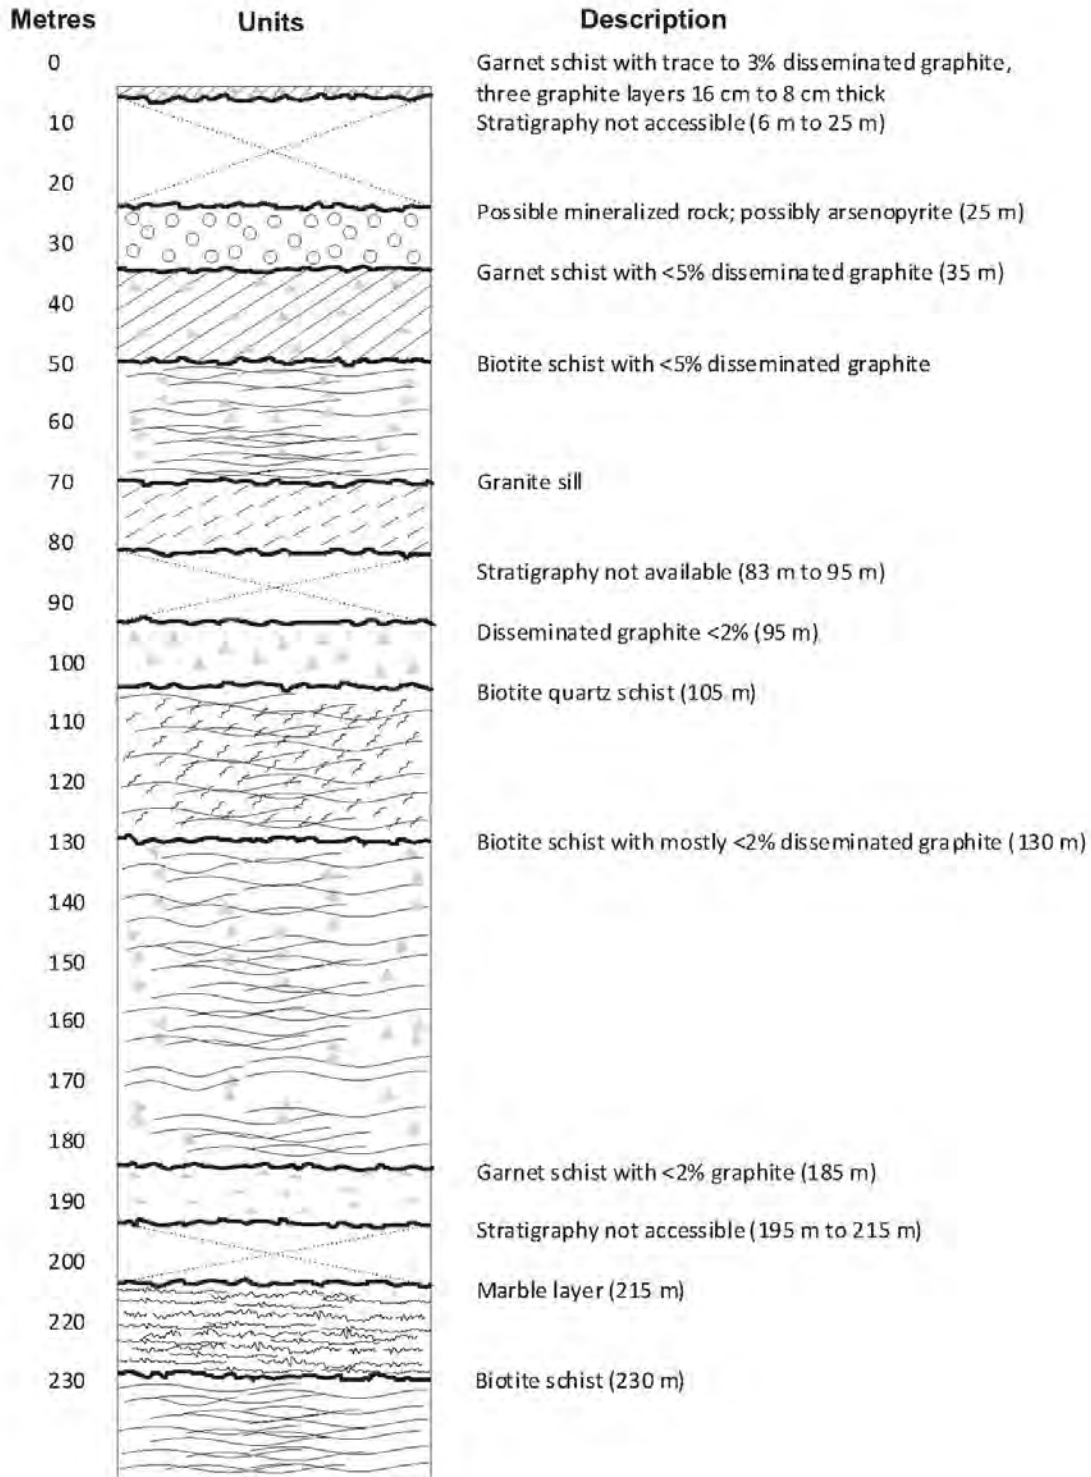 Metres Units Description
0 Garnet schist with trace to 3% disseminated graphite,
three graphite layers 16 cm to 8 cm thick
10 Stratigraphy not accessible (6 m to 25 m)
20
Possible mineralized rock; possibly arsenopyrite (25 m)
30
Garnet schist with <5% disseminated graphite (35 m)
40
50 Biotite schist with <5% disseminated graphite
60
70 Granite sill
80
Stratigraphy not available (83 m to 95 m)
90
Disseminated graphite <2% (95 m)
100
Biotite quartz schist (105 m)
110
120
130 Biotite schist with mostly <2% disseminated graphite (130 m)
140
150
160
170
180
Garnet schist with <2% graphite (185 m)
190
Stratigraphy not accessible (195 m to 215 m)
200
Marble layer (215 m)
220
230 Biotite schist (230 m)